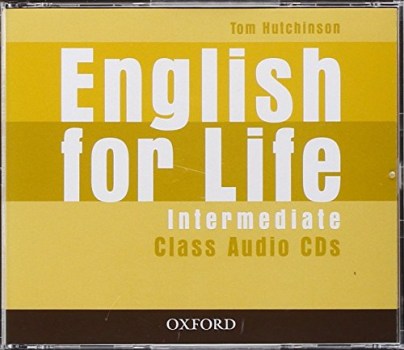 Tom Hutchinson
English
for Life
Intermediate
Class Audio CDs
OXFORD